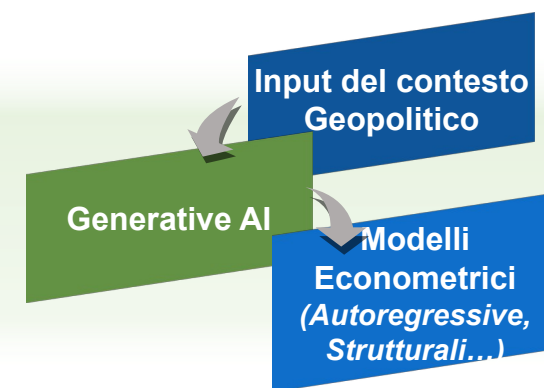 Input del contesto
Geopolitico
Generative AI
Modelli
Econometrici
(Autoregressive,
Strutturali…)